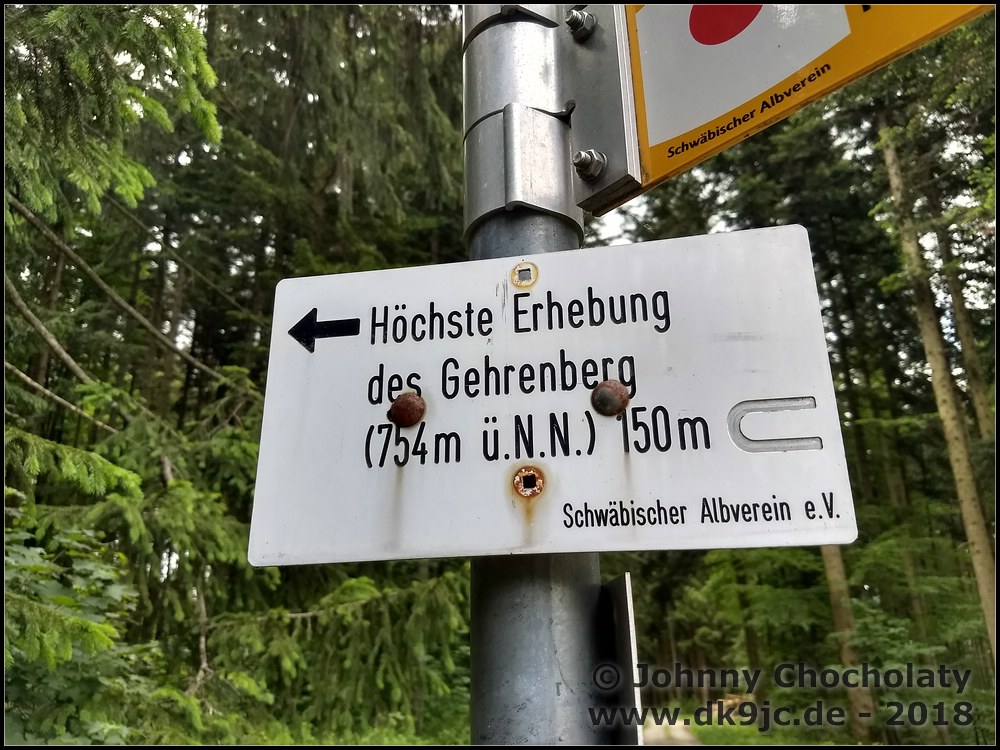 Schwäbischer Albverein
Höchste Erhebung
des Gehrenberg
(754m ü.N.N.) 150m
Schwäbischer Albverein e.V.
© Johnny Chocholaty
www.dk9jc.de - 2018